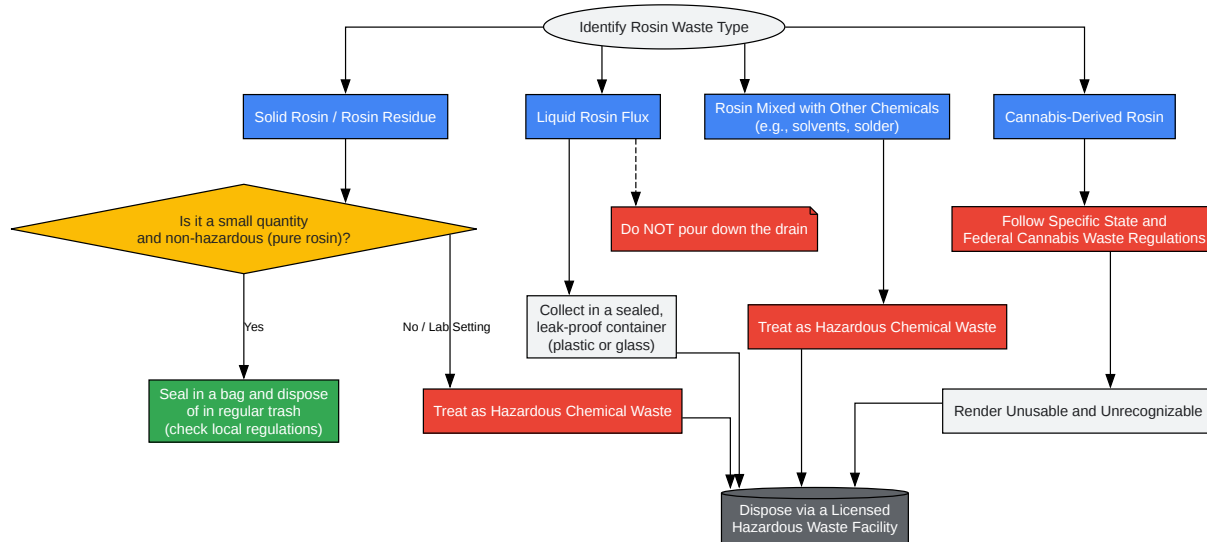 Identify Rosin Waste Type
Solid Rosin / Rosin Residue
Liquid Rosin Flux
Rosin Mixed with Other Chemicals
(e.g., solvents, solder)
Cannabis-Derived Rosin
Is it a small quantity
and non-hazardous (pure rosin)?
Do NOT pour down the drain
Follow Specific State and
Federal Cannabis Waste Regulations
Yes
No / Lab Setting
Collect in a sealed,
leak-proof container
(plastic or glass)
Treat as Hazardous Chemical Waste
Seal in a bag and dispose
of in regular trash
(check local regulations)
Treat as Hazardous Chemical Waste
Render Unusable and Unrecognizable
Dispose via a Licensed
Hazardous Waste Facility